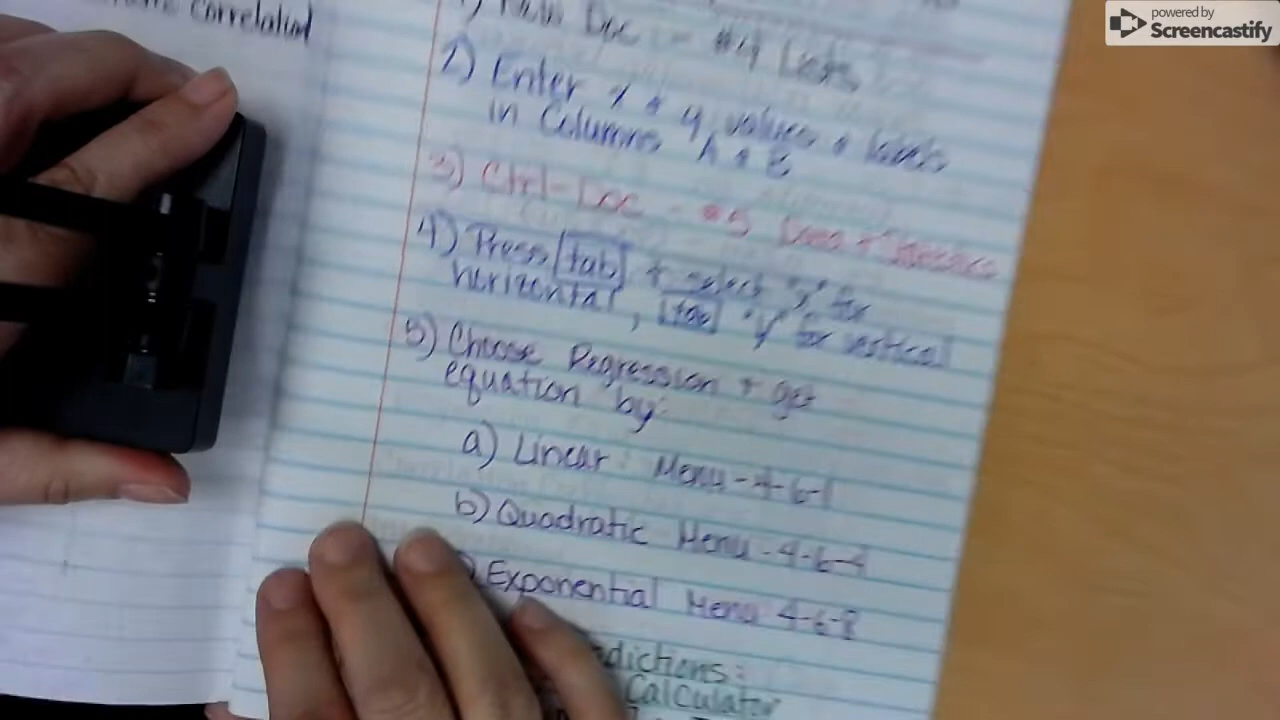 powered by
Screencastify
Correlation
1) New Doc - #4 Lists
2) Enter x + y values + labels
in Columns A + B
3) Ctrl-Doc - #5 Data + Statistics
4) Press tab + select "x" for
horizontal, tab "y" for vertical
5) Choose Regression + get
equation by:
a) Linear: Menu-4-6-1
b) Quadratic Menu-4-6-4
) Exponential Menu 4-6-8
edictions:
Calculator